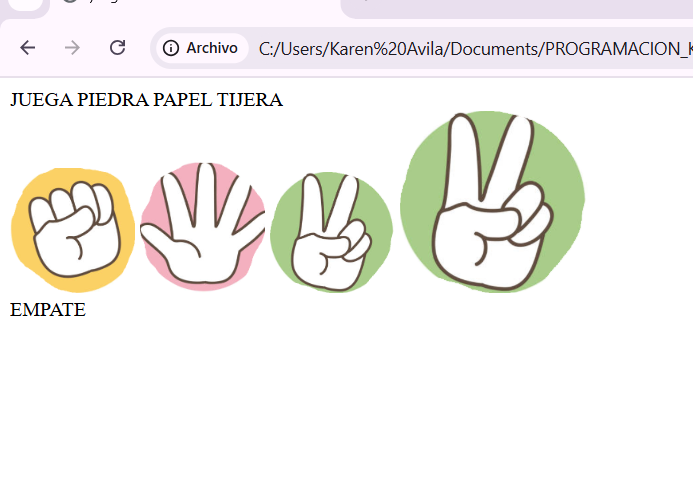 Archivo C:/Users/Karen%20Avila/Documents/PROGRAMACION_K
JUEGA PIEDRA PAPEL TIJERA
EMPATE